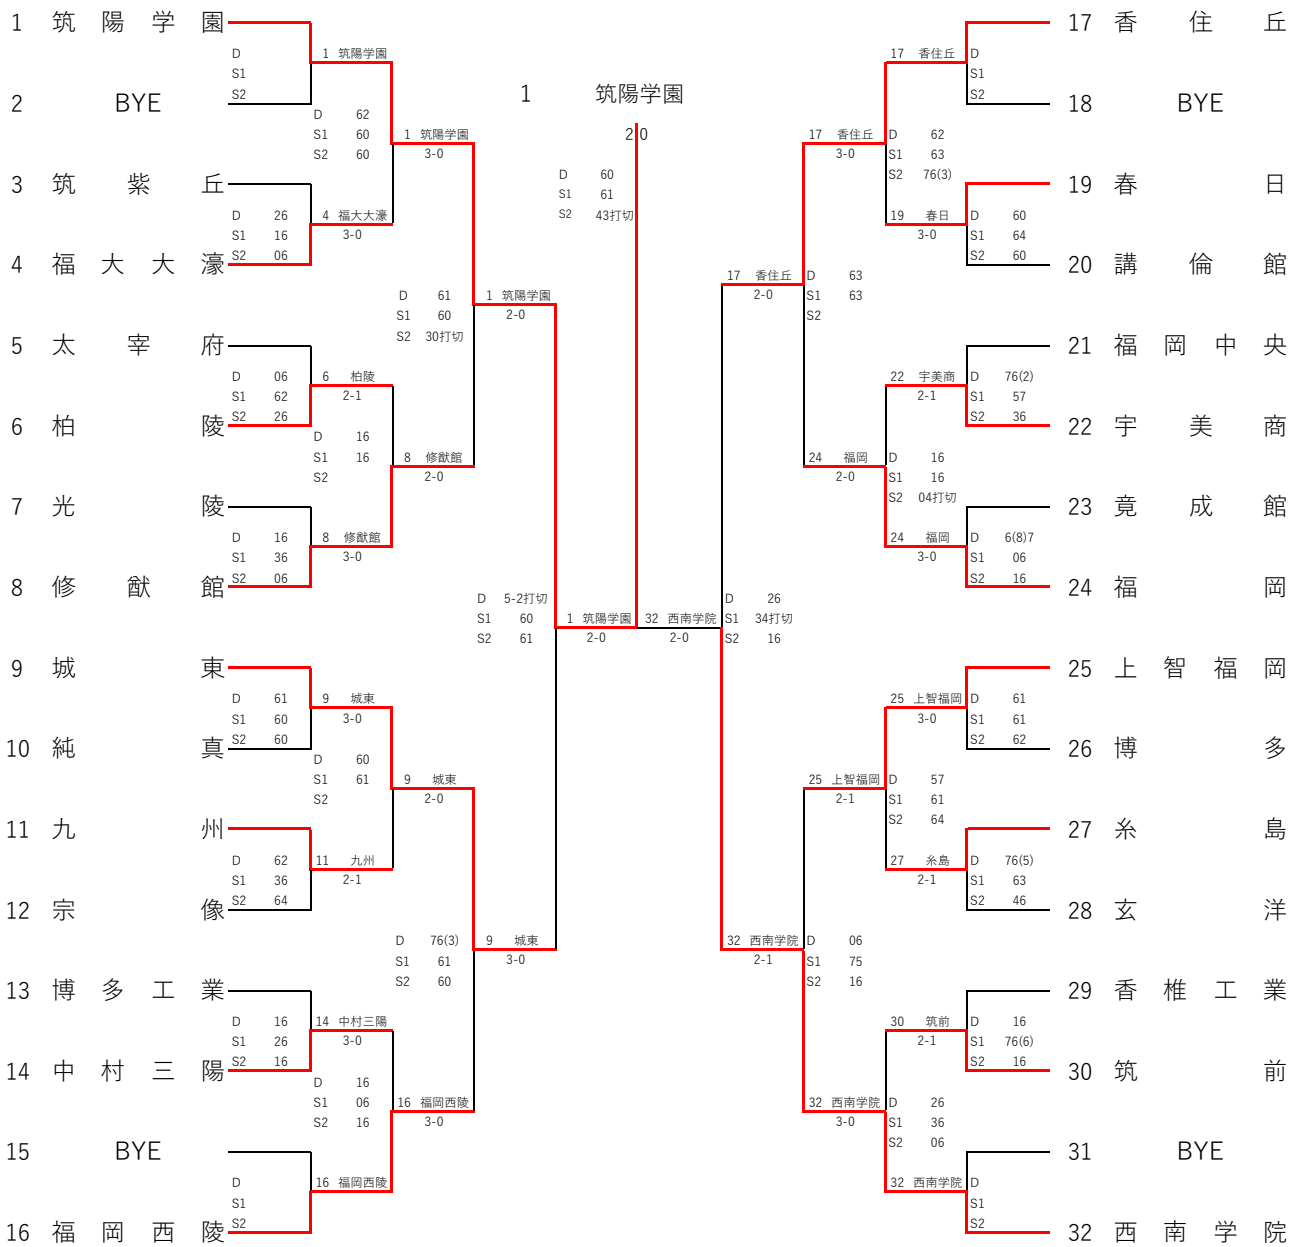 1 筑陽学園
2 BYE
3 筑紫丘
4 福大大濠
5 太宰府
6 柏陵
7 光陵
8 修猷館
9 城東
10 純真
11 九州
12 宗像
13 博多工業
14 中村三陽
15 BYE
16 福岡西陵
D
S1
S2
1 筑陽学園
D 26
S1 16
S2 06
4 福大大濠
3-0
D 06
S1 62
S2 26
6 柏陵
2-1
D 16
S1 36
S2 06
8 修猷館
3-0
D 61
S1 60
S2 60
9 城東
3-0
D 62
S1 36
S2 64
11 九州
2-1
D 16
S1 26
S2 16
14 中村三陽
3-0
D
S1
S2
16 福岡西陵
D 62
S1 60
S2 60
1 筑陽学園
3-0
D 16
S1 16
S2
8 修猷館
2-0
D 60
S1 61
S2
9 城東
2-0
D 16
S1 06
S2 16
16 福岡西陵
3-0
D 61
S1 60
S2 30打切
1 筑陽学園
2-0
D 76(3)
S1 61
S2 60
9 城東
3-0
D 5-2打切
S1 60
S2 61
1 筑陽学園
2-0
1 筑陽学園
2 0
D 60
S1 61
S2 43打切
32 西南学院
2-0
D 26
S1 34打切
S2 16
17 香住丘
2-0
D 63
S1 63
S2
32 西南学院
2-1
D 06
S1 75
S2 16
17 香住丘
3-0
D 62
S1 63
S2 76(3)
24 福岡
2-0
D 16
S1 16
S2 04打切
25 上智福岡
2-1
D 57
S1 61
S2 64
32 西南学院
3-0
D 26
S1 36
S2 06
17 香住丘
D
S1
S2
19 春日
3-0
D 60
S1 64
S2 60
22 宇美商
2-1
D 76(2)
S1 57
S2 36
24 福岡
3-0
D 6(8)7
S1 06
S2 16
25 上智福岡
3-0
D 61
S1 61
S2 62
27 糸島
2-1
D 76(5)
S1 63
S2 46
30 筑前
2-1
D 16
S1 76(6)
S2 16
32 西南学院
D
S1
S2
17 香住丘
18 BYE
19 春日
20 講倫館
21 福岡中央
22 宇美商
23 竟成館
24 福岡
25 上智福岡
26 博多
27 糸島
28 玄洋
29 香椎工業
30 筑前
31 BYE
32 西南学院